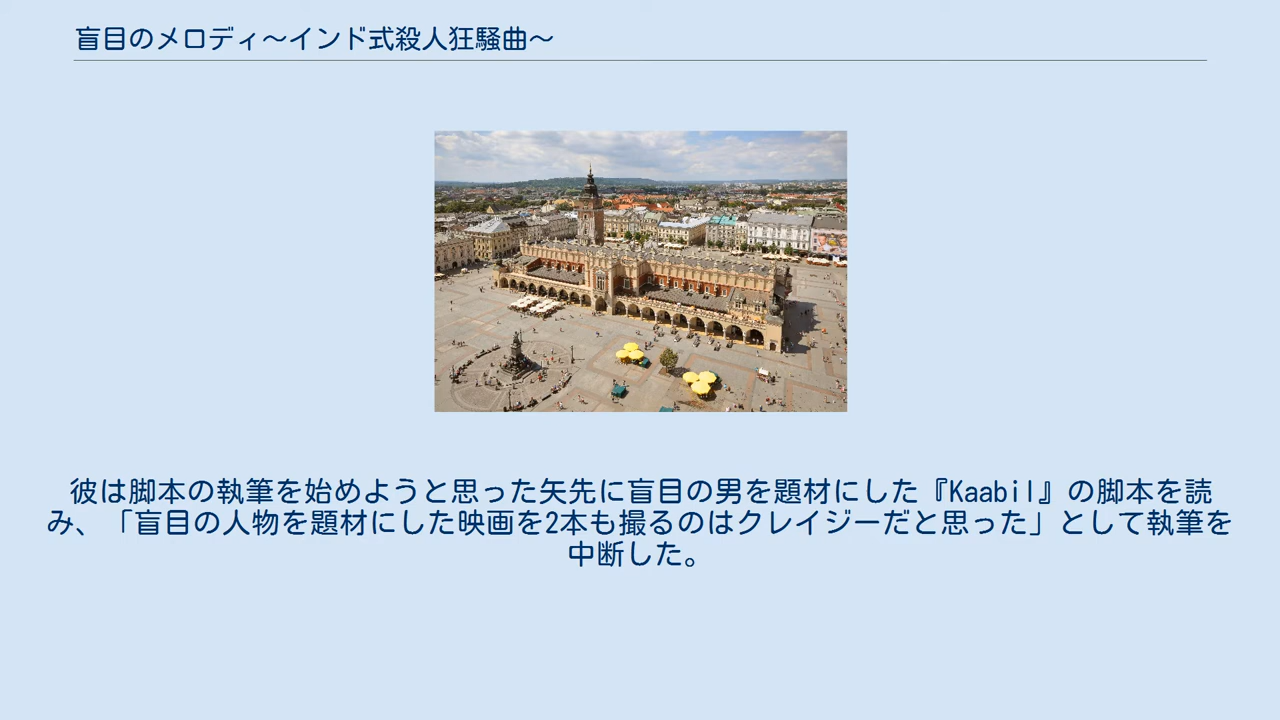 盲目のメロディ〜インド式殺人狂騒曲〜
彼は脚本の執筆を始めようと思った矢先に盲目の男を題材にした『Kaabil』の脚本を読
み、「盲目の人物を題材にした映画を2本も撮るのはクレイジーだと思った」として執筆を
中断した。